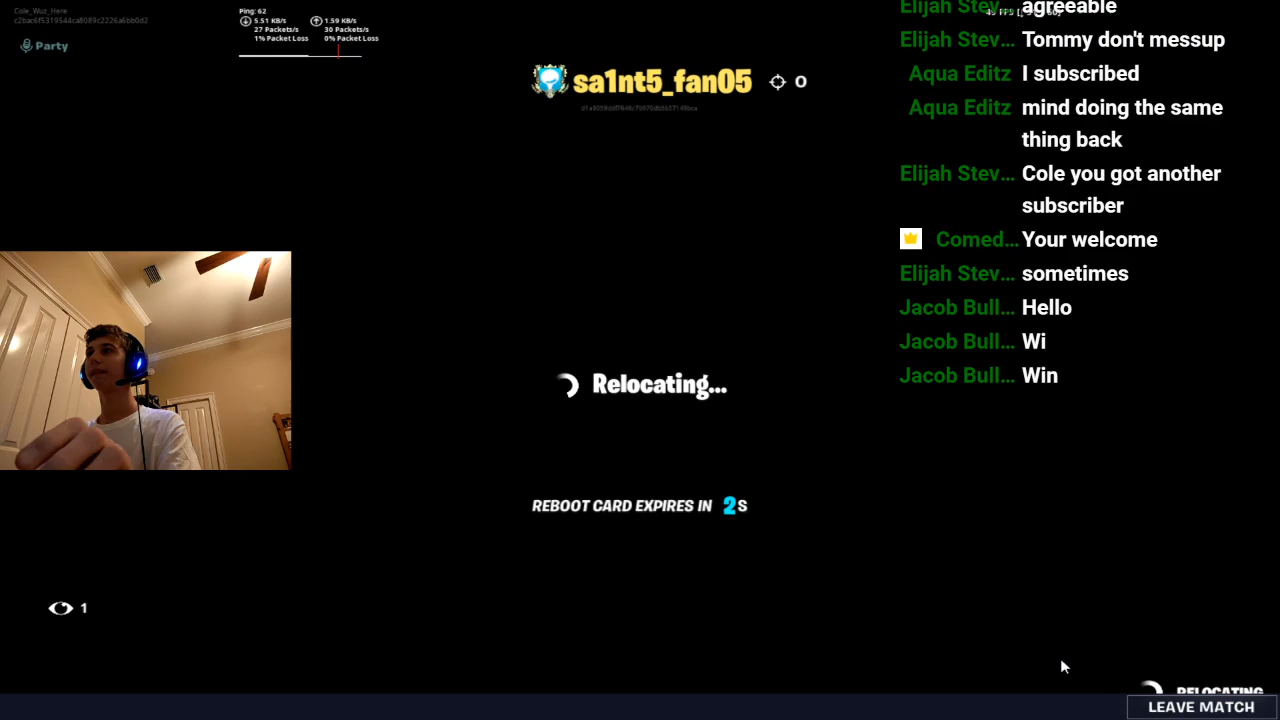 Cole_Wuz_Here
Party
Ping: 62
5.51 KB/s 1.59 KB/s
27 Packets/s 30 Packets/s
1% Packet Loss 0% Packet Loss
sa1nt5_fan05 0
Elijah Stev... agreeable
Elijah Stev... Tommy don't messup
Aqua Editz I subscribed
Aqua Editz mind doing the same
thing back
Elijah Stev... Cole you got another
subscriber
Comed... Your welcome
Elijah Stev... sometimes
Jacob Bull... Hello
Jacob Bull... Wi
Jacob Bull... Win
Relocating...
REBOOT CARD EXPIRES IN 2S
1
RELOCATING
LEAVE MATCH